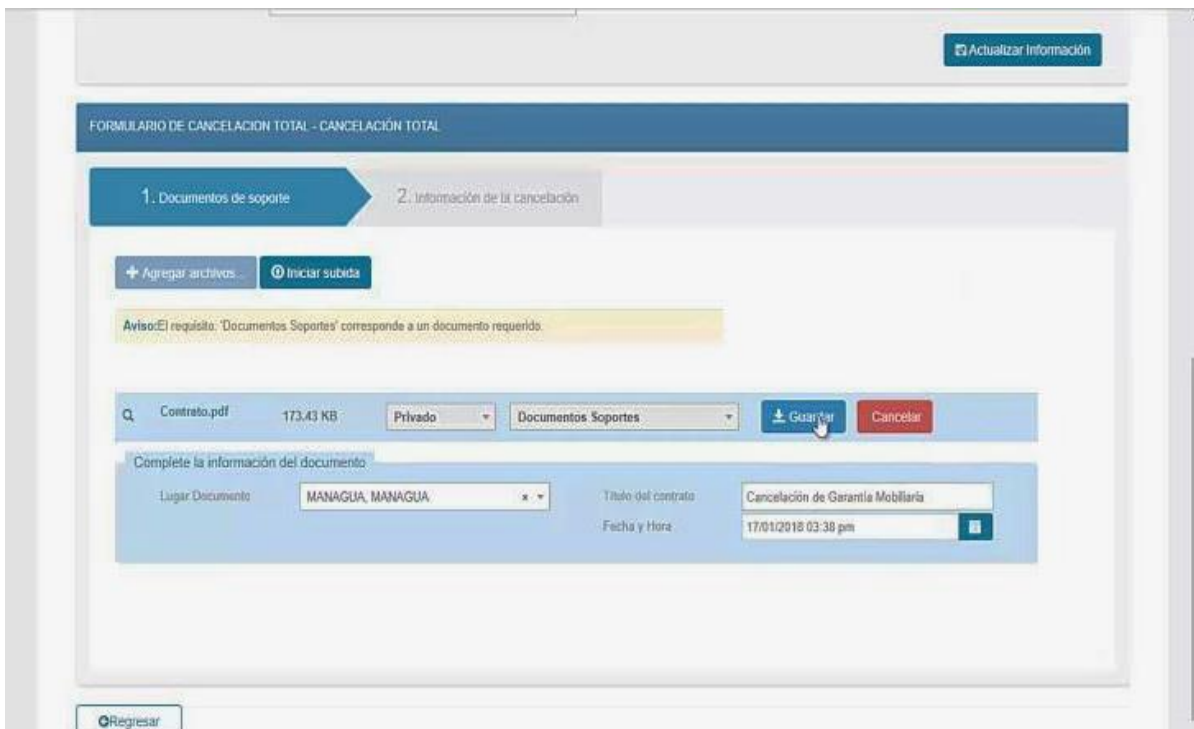 Actualizar Información
FORMULARIO DE CANCELACION TOTAL - CANCELACIÓN TOTAL
1. Documentos de soporte
2. Información de la cancelación
Agregar archivos...
Iniciar subida
Aviso:El requisito: 'Documentos Soportes' corresponde a un documento requerido.
Contrato.pdf 173.43 KB Privado Documentos Soportes Guardar Cancelar
Complete la información del documento
Lugar Documento MANAGUA, MANAGUA x Título del contrato Cancelación de Garantía Mobiliaria
Fecha y Hora 17/01/2018 03:38 pm
Regresar